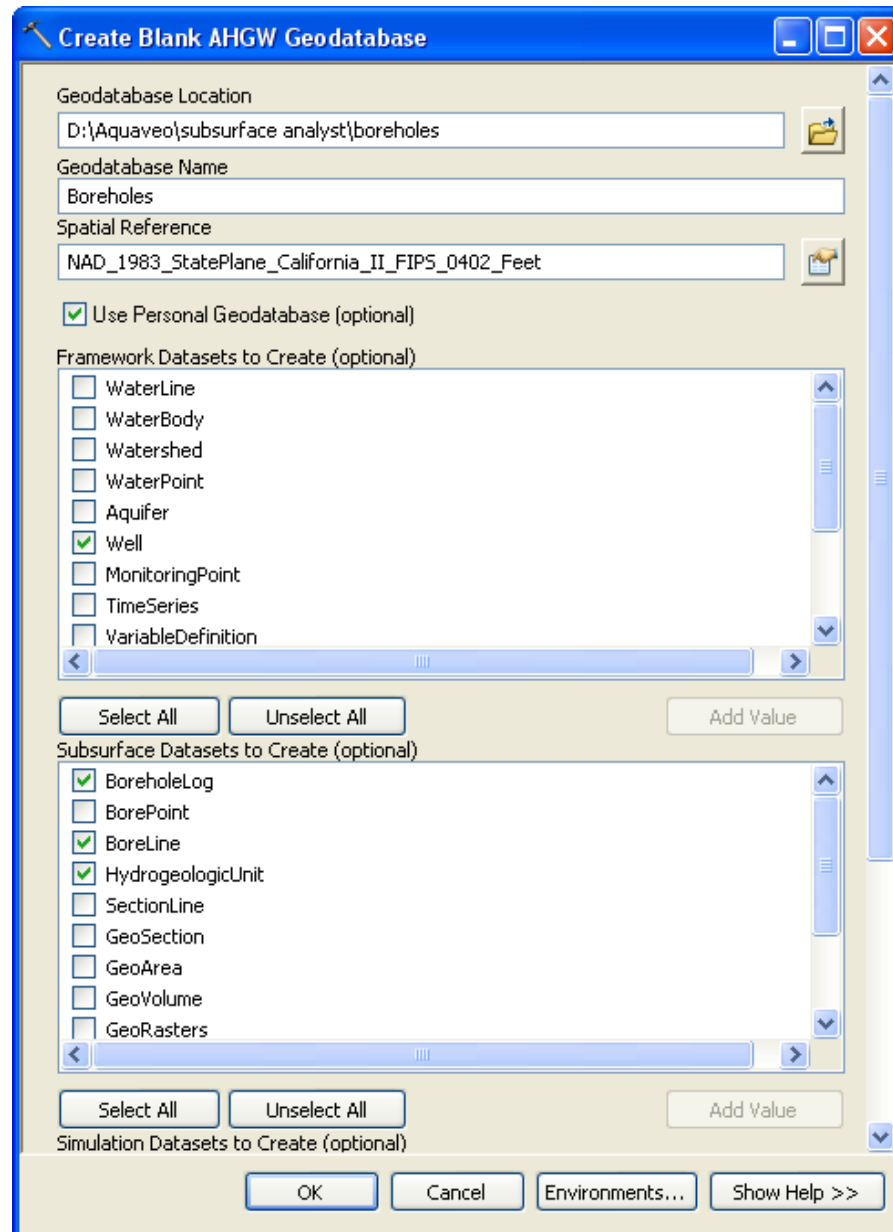 Create Blank AHGW Geodatabase
Geodatabase Location
D:\Aquaveo\subsurface analyst\boreholes
Geodatabase Name
Boreholes
Spatial Reference
NAD_1983_StatePlane_California_II_FIPS_0402_Feet
Use Personal Geodatabase (optional)
Framework Datasets to Create (optional)
WaterLine
WaterBody
Watershed
WaterPoint
Aquifer
Well
MonitoringPoint
TimeSeries
VariableDefinition
Select All Unselect All Add Value
Subsurface Datasets to Create (optional)
BoreholeLog
BorePoint
BoreLine
HydrogeologicUnit
SectionLine
GeoSection
GeoArea
GeoVolume
GeoRasters
Select All Unselect All Add Value
Simulation Datasets to Create (optional)
OK Cancel Environments... Show Help >>